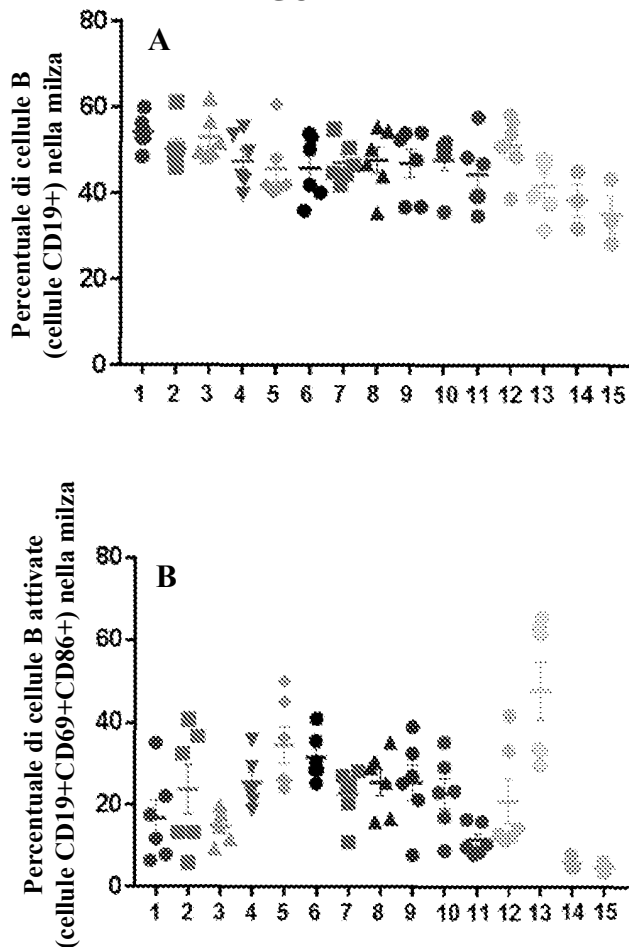 80
A
60
40
20
0
Percentuale di cellule B
(cellule CD19+) nella milza
1 2 3 4 5 6 7 8 9 10 11 12 13 14 15
80
B
60
40
20
0
Percentuale di cellule B attivate
(cellule CD19+CD69+CD86+) nella milza
1 2 3 4 5 6 7 8 9 10 11 12 13 14 15